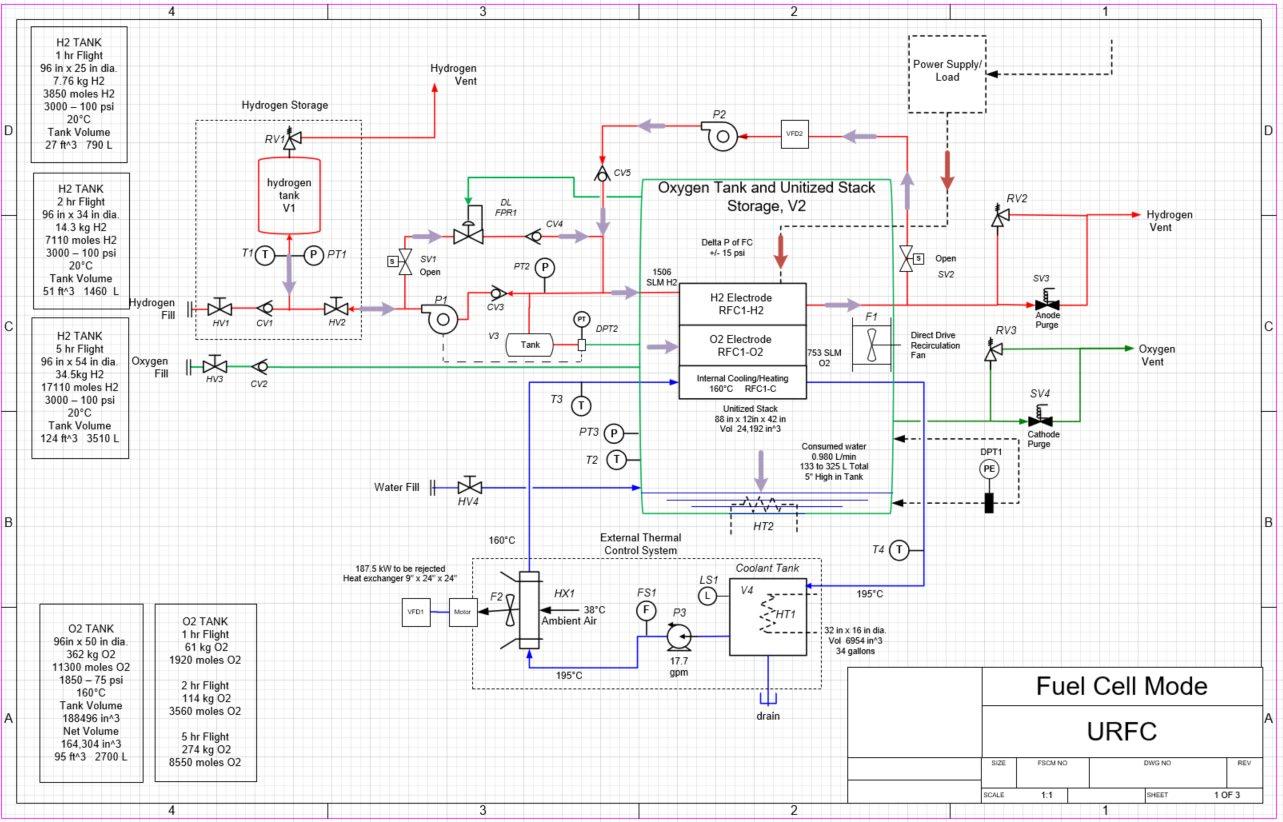 4
3
2
1
D
C
B
A
H2 TANK
1 hr Flight
96 in x 25 in dia.
7.76 kg H2
3850 moles H2
3000 – 100 psi
20°C
Tank Volume
27 ft^3 790 L
H2 TANK
2 hr Flight
96 in x 34 in dia.
14.3 kg H2
7110 moles H2
3000 – 100 psi
20°C
Tank Volume
51 ft^3 1460 L
H2 TANK
5 hr Flight
96 in x 54 in dia.
34.5kg H2
17110 moles H2
3000 – 100 psi
20°C
Tank Volume
124 ft^3 3510 L
O2 TANK
96in x 50 in dia.
362 kg O2
11300 moles O2
1850 – 75 psi
160°C
Tank Volume
188496 in^3
Net Volume
164,304 in^3
95 ft^3 2700 L
O2 TANK
1 hr Flight
61 kg O2
1920 moles O2
2 hr Flight
114 kg O2
3560 moles O2
5 hr Flight
274 kg O2
8550 moles O2
Hydrogen Storage
Hydrogen
Vent
RV1
hydrogen
tank
V1
T1
T
P
PT1
Hydrogen
Fill
HV1
CV1
HV2
Oxygen
Fill
HV3
CV2
S
SV1
Open
DL
FPR1
CV4
P1
CV3
PT2
P
V3
Tank
PT
DPT2
P2
VFD2
CV5
Power Supply/
Load
Oxygen Tank and Unitized Stack
Storage, V2
Delta P of FC
+/- 15 psi
1506
SLM H2
H2 Electrode
RFC1-H2
O2 Electrode
RFC1-O2
753 SLM
O2
Internal Cooling/Heating
160°C RFC1-C
Unitized Stack
88 in x 12in x 42 in
Vol 24,192 in^3
F1
Direct Drive
Recirculation
Fan
S
Open
SV2
RV2
Hydrogen
Vent
SV3
Anode
Purge
RV3
Oxygen
Vent
SV4
Cathode
Purge
T3
T
PT3
P
T2
T
Consumed water
0.980 L/min
133 to 325 L Total
5" High in Tank
DPT1
PE
Water Fill
HV4
HT2
T4
T
External Thermal
Control System
160°C
187.5 kW to be rejected
Heat exchanger 9" x 24" x 24"
VFD1
Motor
F2
HX1
38°C
Ambient Air
195°C
FS1
F
P3
17.7
gpm
LS1
L
Coolant Tank
V4
HT1
32 in x 16 in dia.
Vol 6954 in^3
34 gallons
195°C
drain
Fuel Cell Mode
URFC
SIZE
FSCM NO
DWG NO
REV
SCALE
1:1
SHEET
1 OF 3
D
C
B
A
4
3
2
1